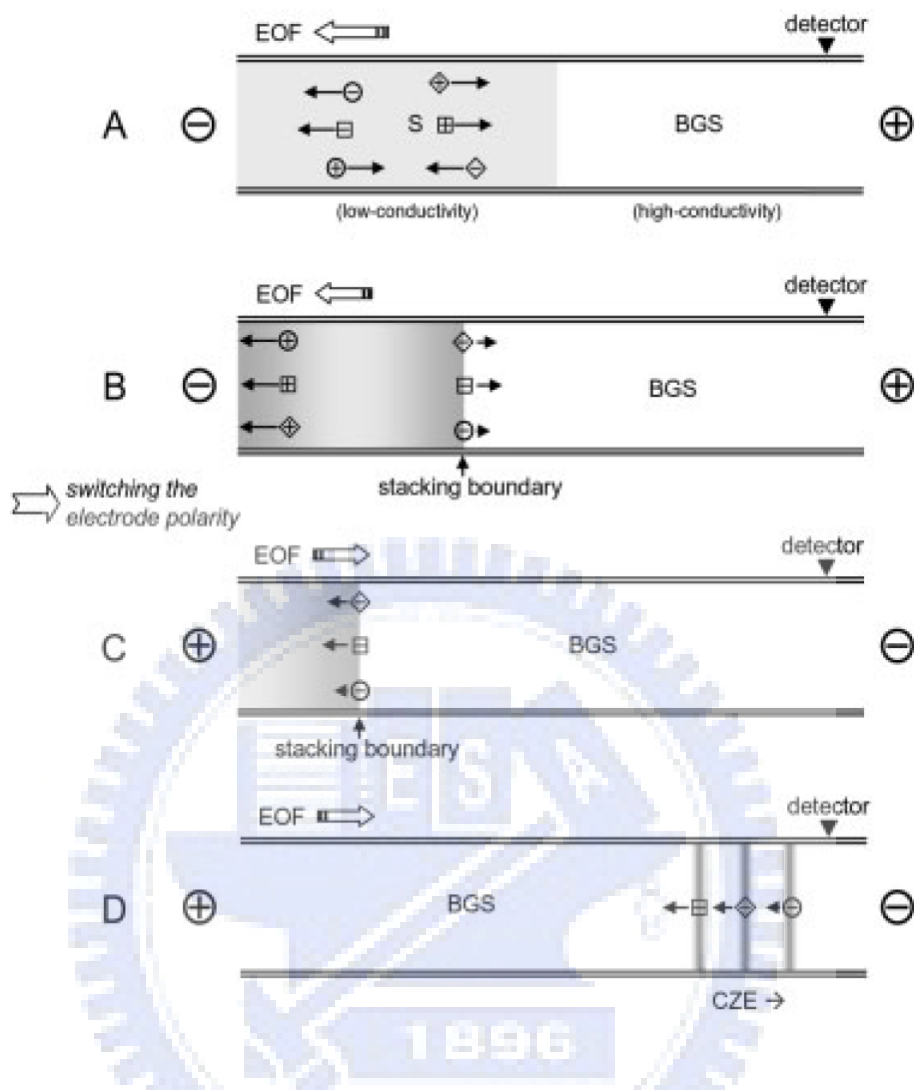 EOF
detector
A
S
BGS
(low-conductivity)
(high-conductivity)
EOF
detector
B
BGS
stacking boundary
switching the
electrode polarity
EOF
detector
C
BGS
stacking boundary
EOF
detector
D
BGS
CZE →
ESA
1896